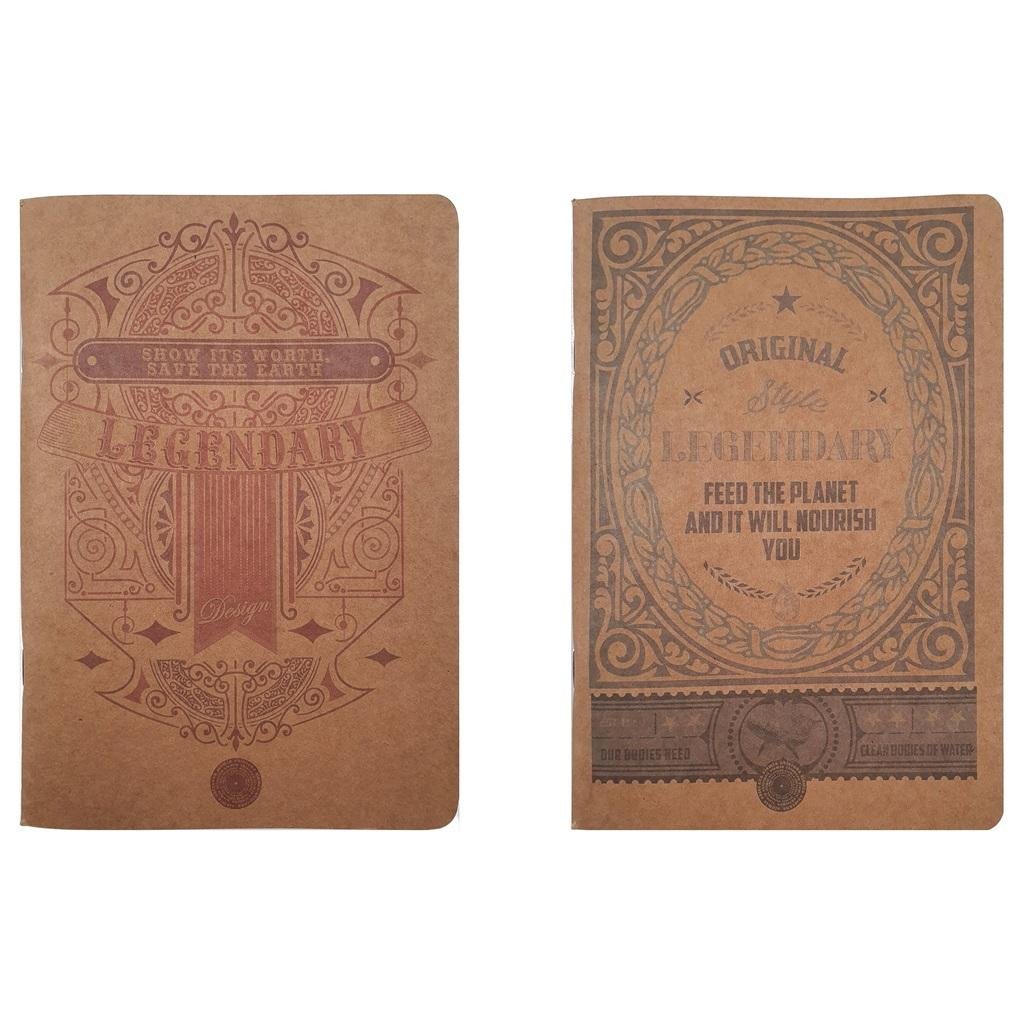 SHOW ITS WORTH,
SAVE THE EARTH
LEGENDARY
Design
ORIGINAL
Style
LEGENDARY
FEED THE PLANET
AND IT WILL NOURISH
YOU
OUR BODIES NEED
CLEAN BODIES OF WATER